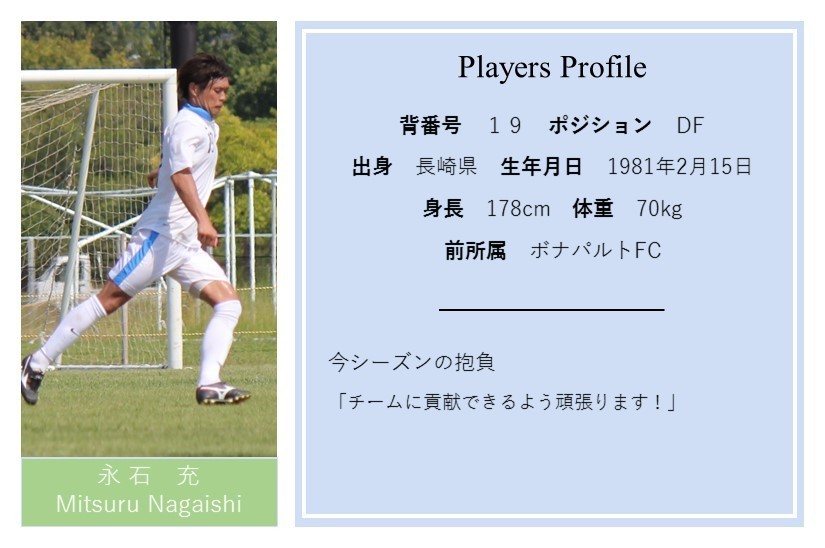 Players Profile
背番号　１９　ポジション　DF
出身　長崎県　生年月日　1981年2月15日
身長　178cm　体重　70kg
前所属　ボナパルトFC
今シーズンの抱負
「チームに貢献できるよう頑張ります！」
永 石　充
Mitsuru Nagaishi